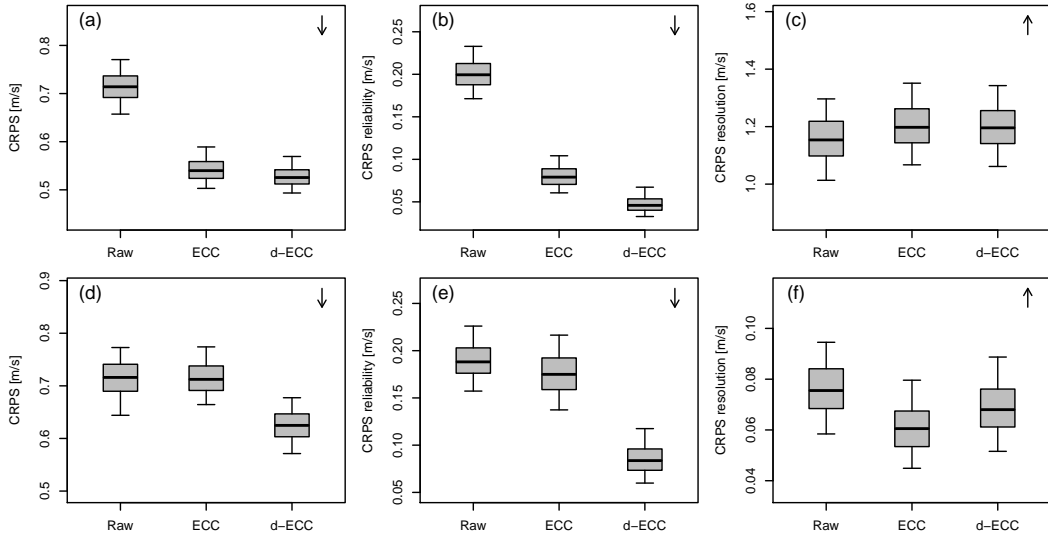 (a)
CRPS [m/s]
0.8
0.7
0.6
0.5
Raw
ECC
d−ECC
(b)
CRPS reliability [m/s]
0.25
0.20
0.15
0.10
0.05
Raw
ECC
d−ECC
(c)
CRPS resolution [m/s]
1.6
1.4
1.2
1.0
Raw
ECC
d−ECC
(d)
CRPS [m/s]
0.9
0.8
0.7
0.6
0.5
Raw
ECC
d−ECC
(e)
CRPS reliability [m/s]
0.25
0.20
0.15
0.10
0.05
Raw
ECC
d−ECC
(f)
CRPS resolution [m/s]
0.10
0.08
0.06
0.04
Raw
ECC
d−ECC